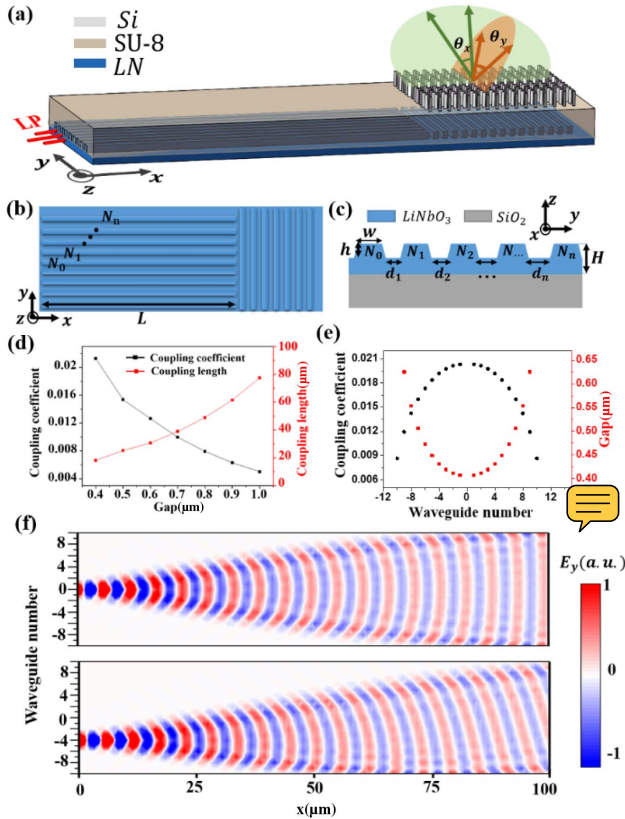 (a)
Si
SU-8
LN
θx
θy
LP
y
z
x
(b)
N0
N1
Nn
y
z
x
L
(c)
LiNbO3
SiO2
z
x
y
w
h
N0
N1
N2
N...
Nn
H
d1
d2
...
dn
(d)
Coupling coefficient
Coupling length
Coupling coefficient
0.02
0.016
0.012
0.008
0.004
100
80
60
40
20
0
Coupling length(μm)
0.4 0.5 0.6 0.7 0.8 0.9 1.0
Gap(μm)
(e)
Coupling coefficient
0.021
0.018
0.015
0.012
0.009
0.006
0.65
0.60
0.55
0.50
0.45
0.40
Gap(μm)
-12 -8 -4 0 4 8 12
Waveguide number
(f)
Waveguide number
8
4
0
-4
-8
8
4
0
-4
-8
0 25 50 75 100
x(μm)
Ey(a.u.)
1
0
-1